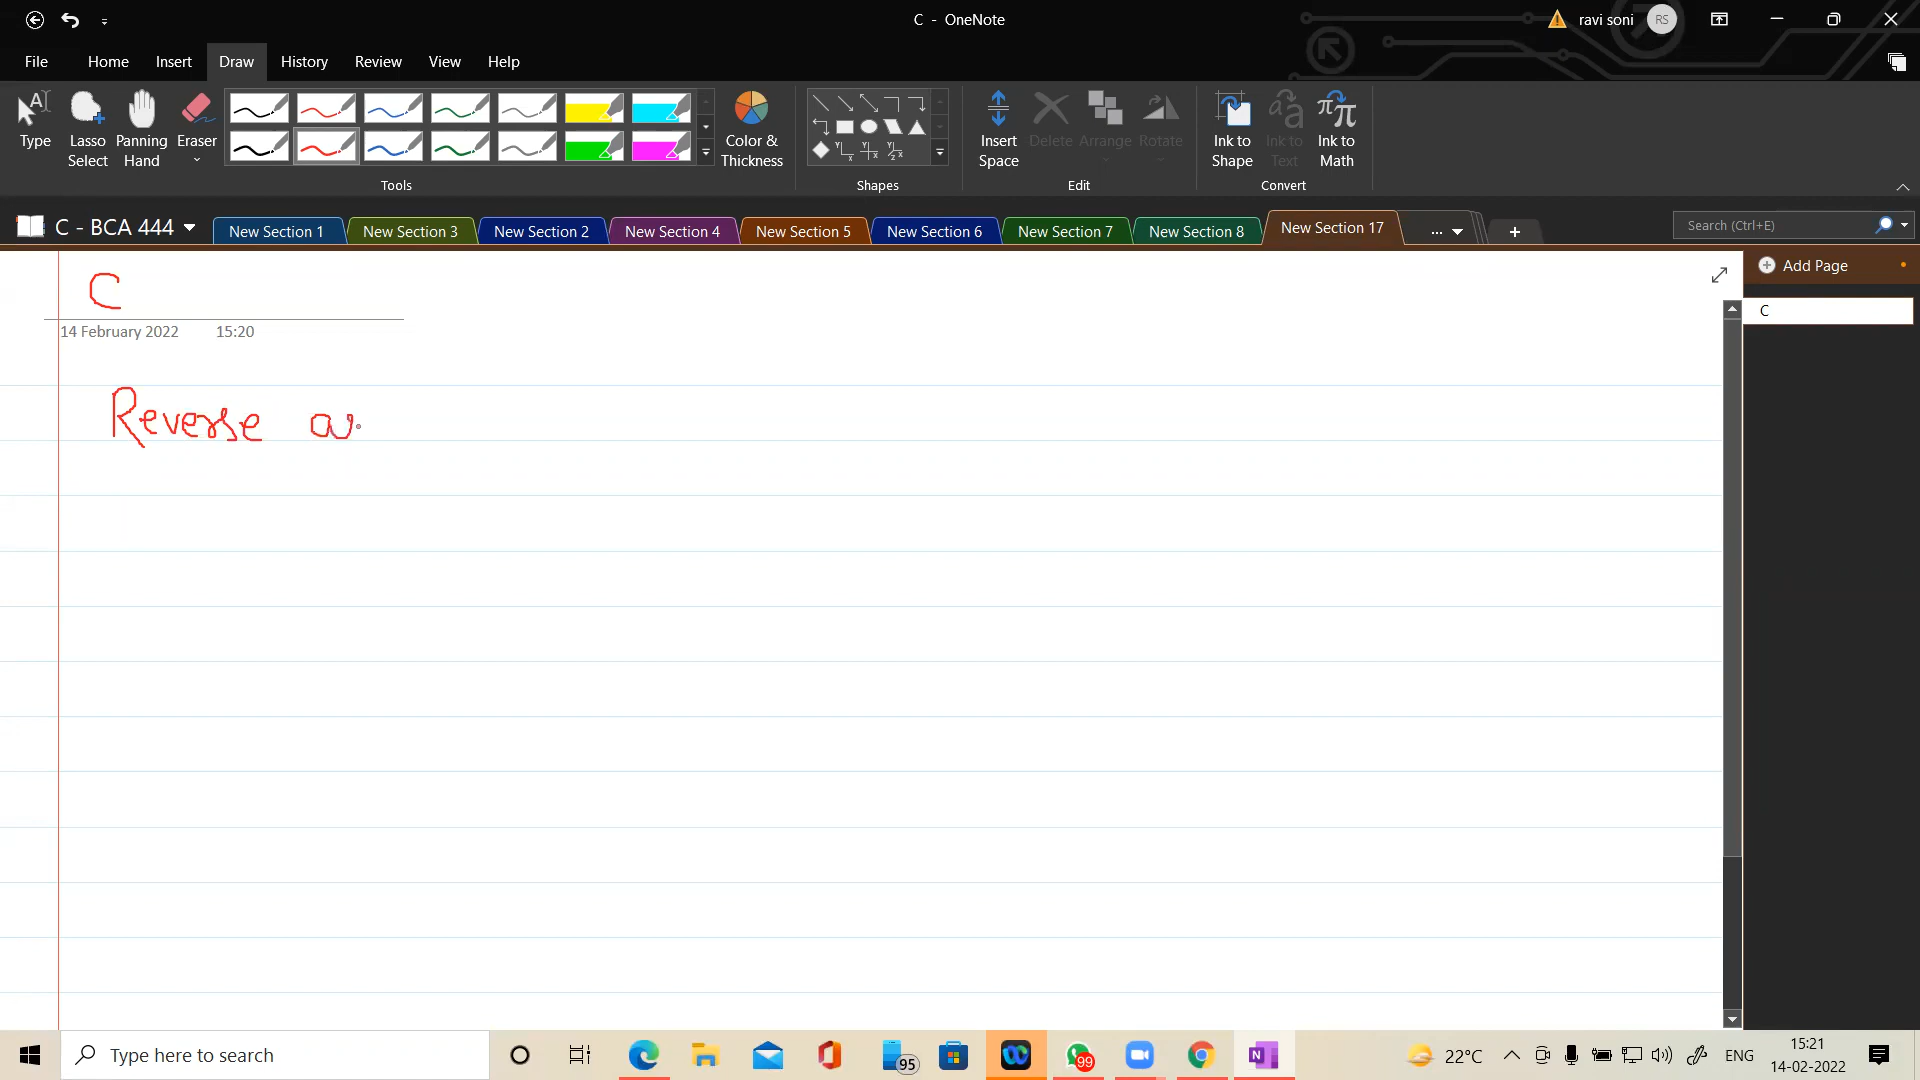 C - OneNote
ravi soni RS
File Home Insert Draw History Review View Help
Type Lasso Select Panning Hand Eraser Color & Thickness Insert Space Delete Arrange Rotate Ink to Shape Ink to Text Ink to Math
Tools Shapes Edit Convert
C - BCA 444 New Section 1 New Section 3 New Section 2 New Section 4 New Section 5 New Section 6 New Section 7 New Section 8 New Section 17 ... + Search (Ctrl+E)
C
Add Page
C
14 February 2022 15:20
Reverse
Type here to search 95 99 22°C ENG 15:21
14-02-2022